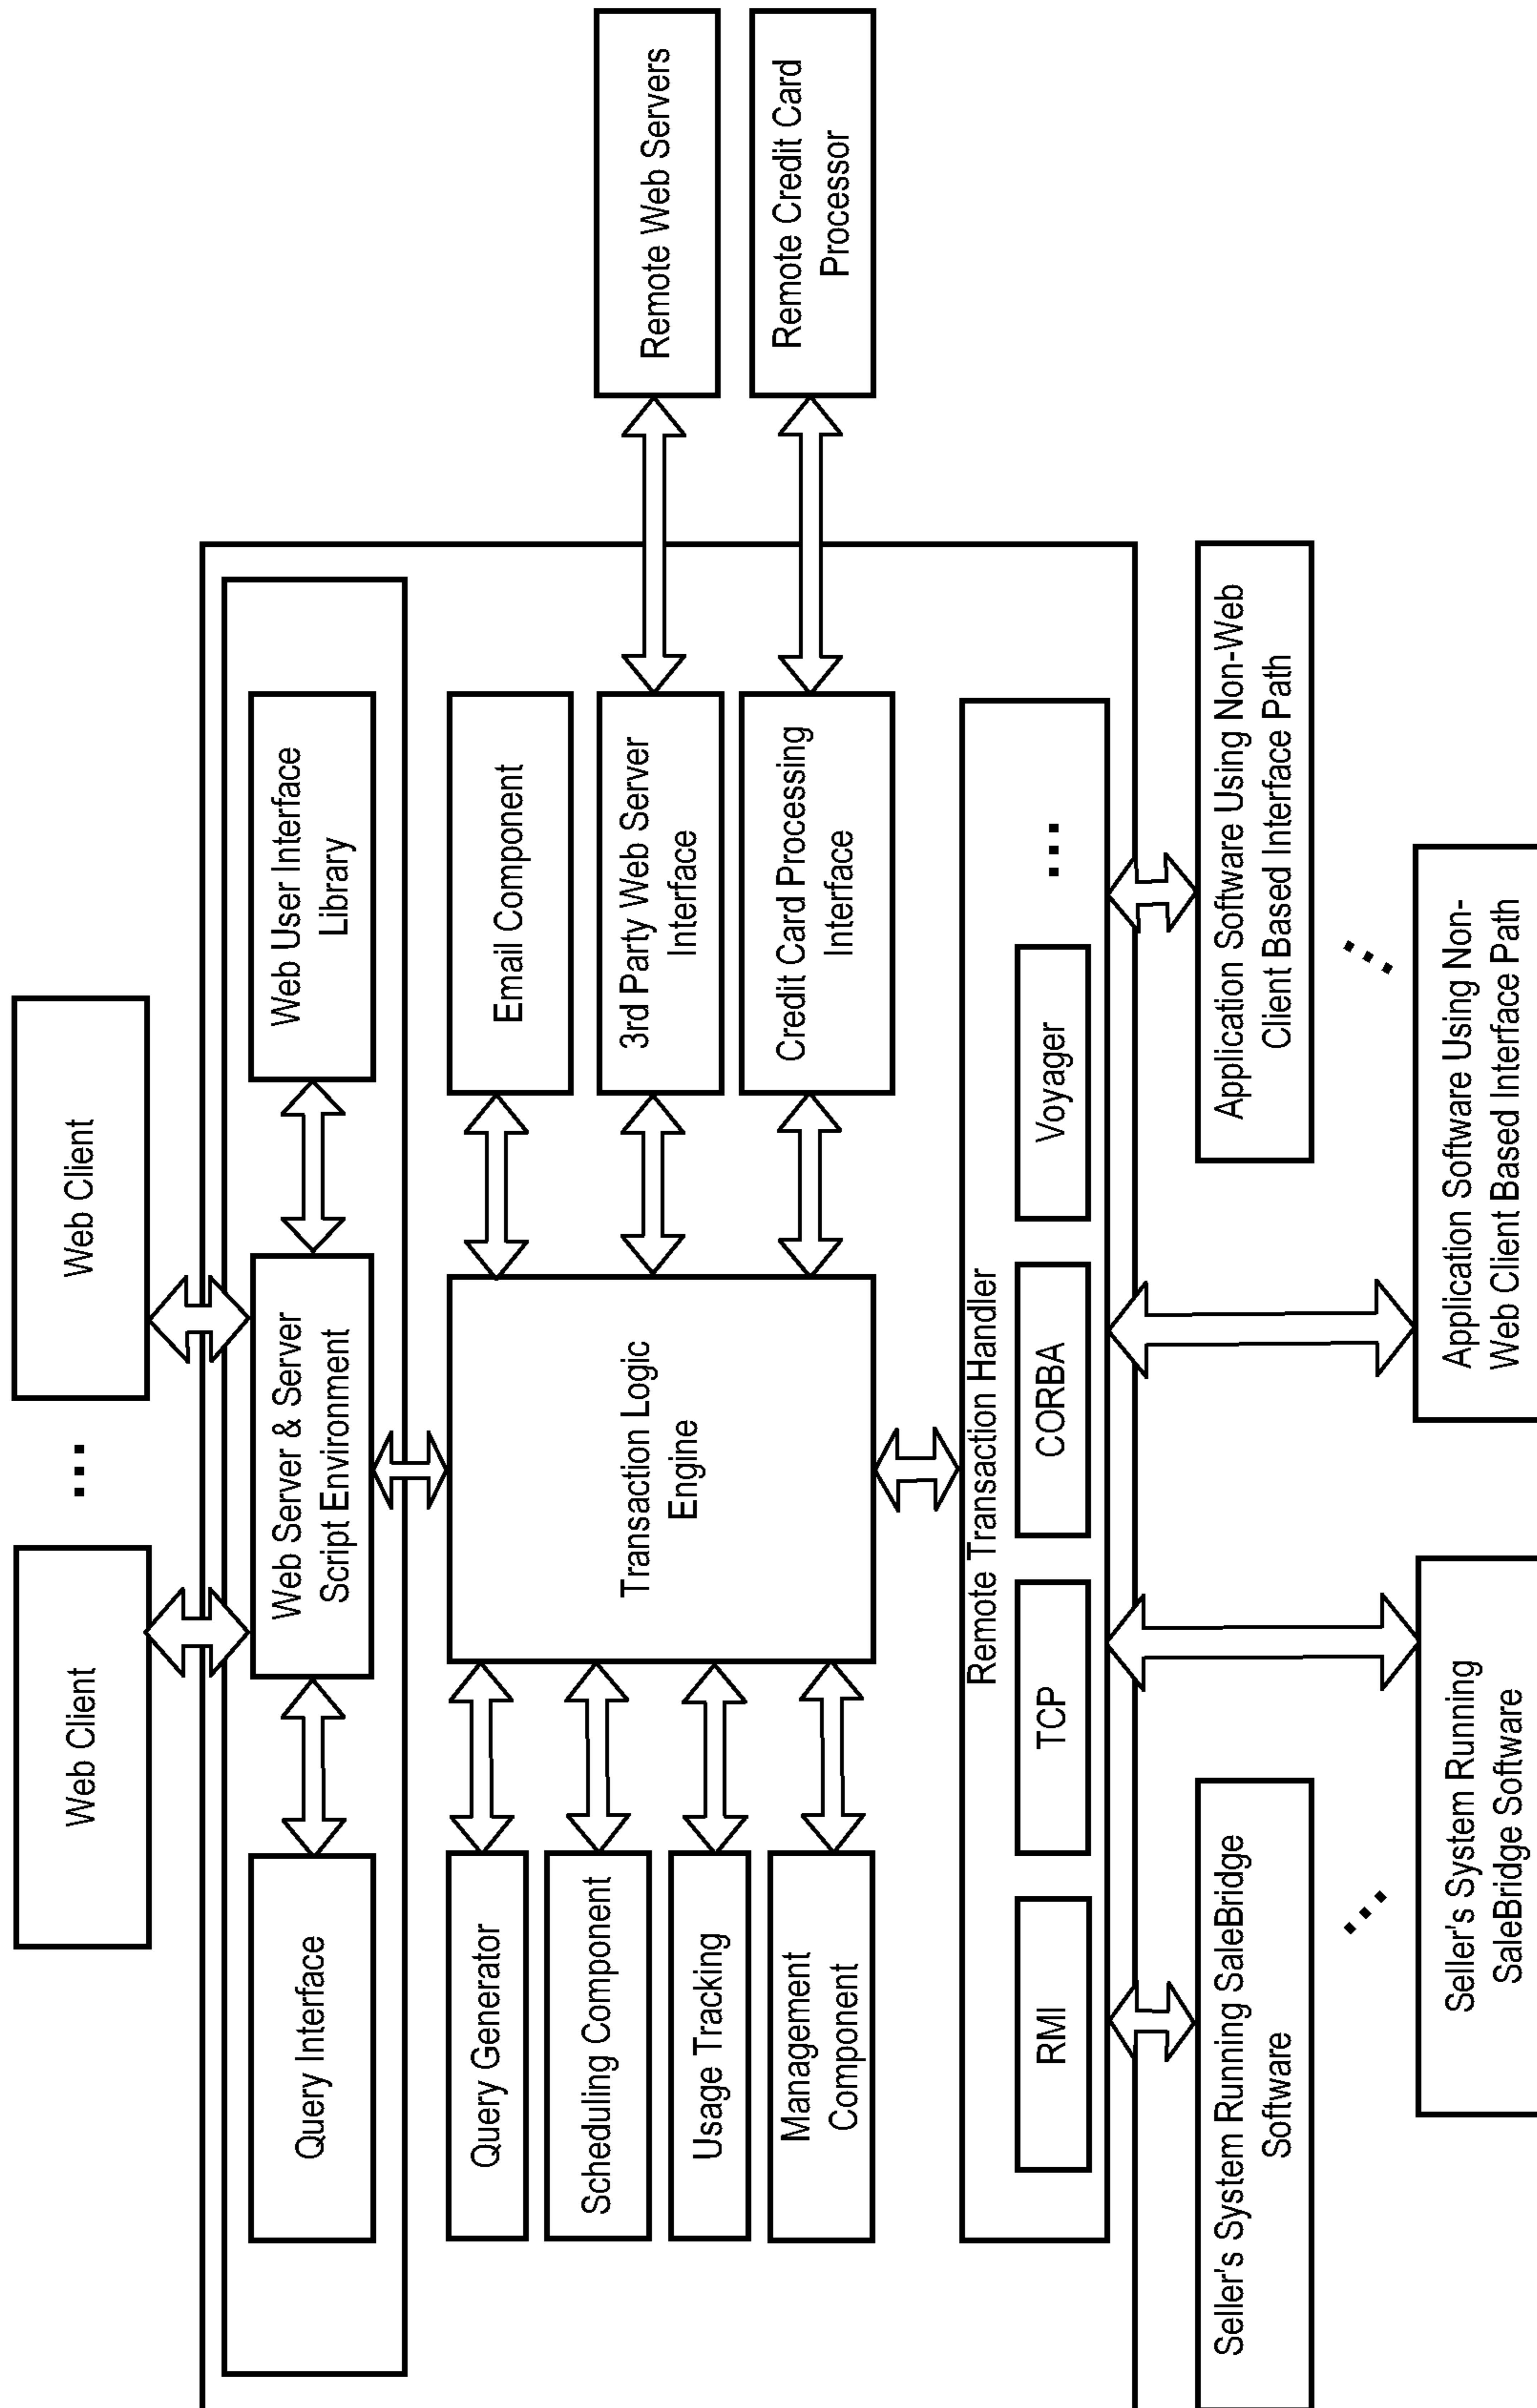 Web Client
...
Web Client
Query Interface
Web Server & Server
Script Environment
Web User Interface
Library
Query Generator
Scheduling Component
Usage Tracking
Management
Component
Transaction Logic
Engine
Email Component
3rd Party Web Server
Interface
Credit Card Processing
Interface
Remote Web Servers
Remote Credit Card
Processor
Remote Transaction Handler
RMI
TCP
CORBA
Voyager
...
Seller's System Running SaleBridge
Software
...
Seller's System Running
SaleBridge Software
Application Software Using Non-Web
Client Based Interface Path
...
Application Software Using Non-
Web Client Based Interface Path